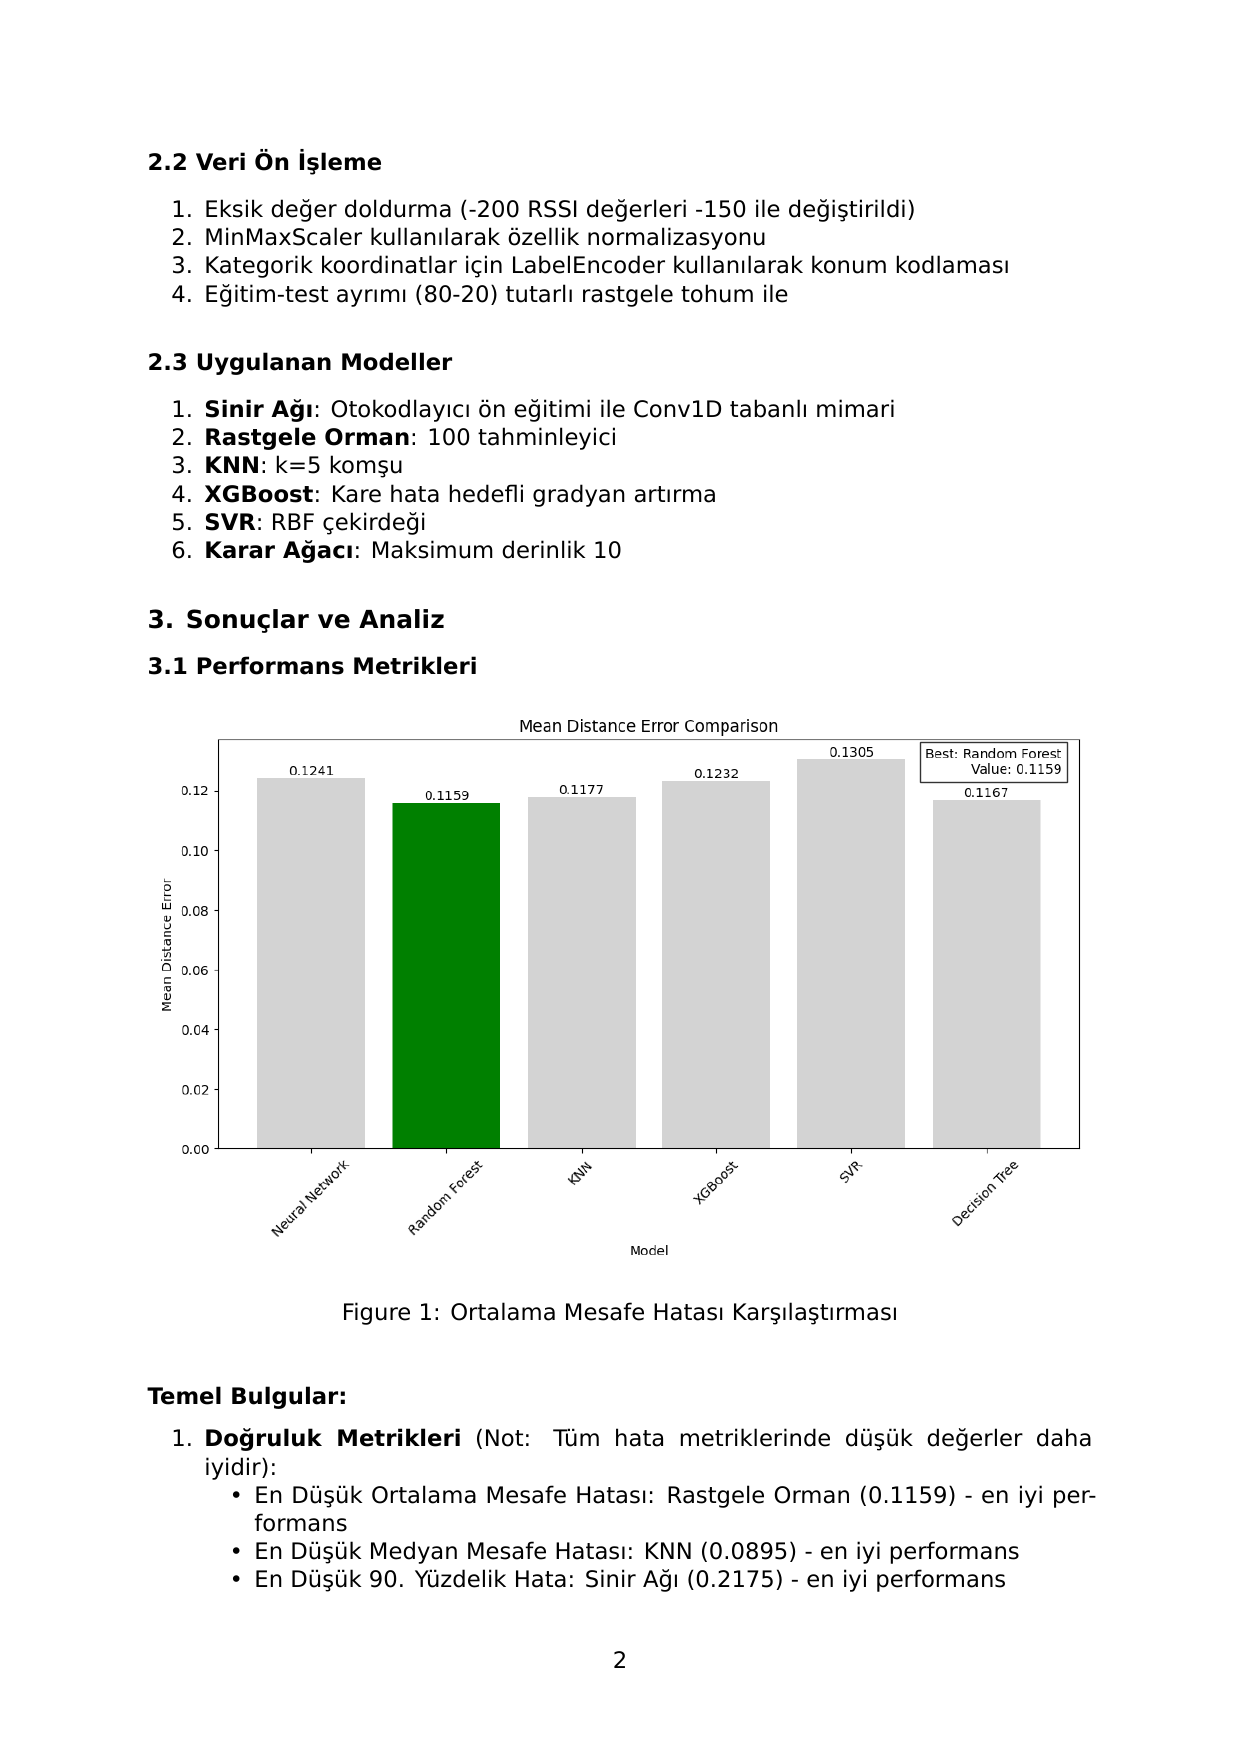 2.2 Veri Ön İşleme
1. Eksik değer doldurma (-200 RSSI değerleri -150 ile değiştirildi)
2. MinMaxScaler kullanılarak özellik normalizasyonu
3. Kategorik koordinatlar için LabelEncoder kullanılarak konum kodlaması
4. Eğitim-test ayrımı (80-20) tutarlı rastgele tohum ile
2.3 Uygulanan Modeller
1. Sinir Ağı: Otokodlayıcı ön eğitimi ile Conv1D tabanlı mimari
2. Rastgele Orman: 100 tahminleyici
3. KNN: k=5 komşu
4. XGBoost: Kare hata hedefli gradyan artırma
5. SVR: RBF çekirdeği
6. Karar Ağacı: Maksimum derinlik 10
3. Sonuçlar ve Analiz
3.1 Performans Metrikleri
Mean Distance Error Comparison
Best: Random Forest
Value: 0.1159
0.1241
0.1159
0.1177
0.1232
0.1305
0.1167
0.12
0.10
0.08
0.06
0.04
0.02
0.00
Mean Distance Error
Neural Network
Random Forest
KNN
XGBoost
SVR
Decision Tree
Model
Figure 1: Ortalama Mesafe Hatası Karşılaştırması
Temel Bulgular:
1. Doğruluk Metrikleri (Not: Tüm hata metriklerinde düşük değerler daha
iyidir):
• En Düşük Ortalama Mesafe Hatası: Rastgele Orman (0.1159) - en iyi per-
formans
• En Düşük Medyan Mesafe Hatası: KNN (0.0895) - en iyi performans
• En Düşük 90. Yüzdelik Hata: Sinir Ağı (0.2175) - en iyi performans
2